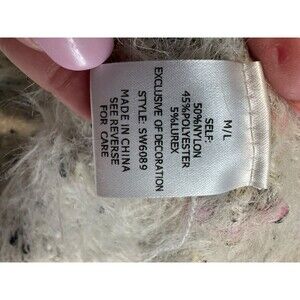 M/L
SELF:
50%NYLON
45%POLYESTER
5%LUREX
EXCLUSIVE OF DECORATION
STYLE: SW6089
MADE IN CHINA
SEE REVERSE
FOR CARE